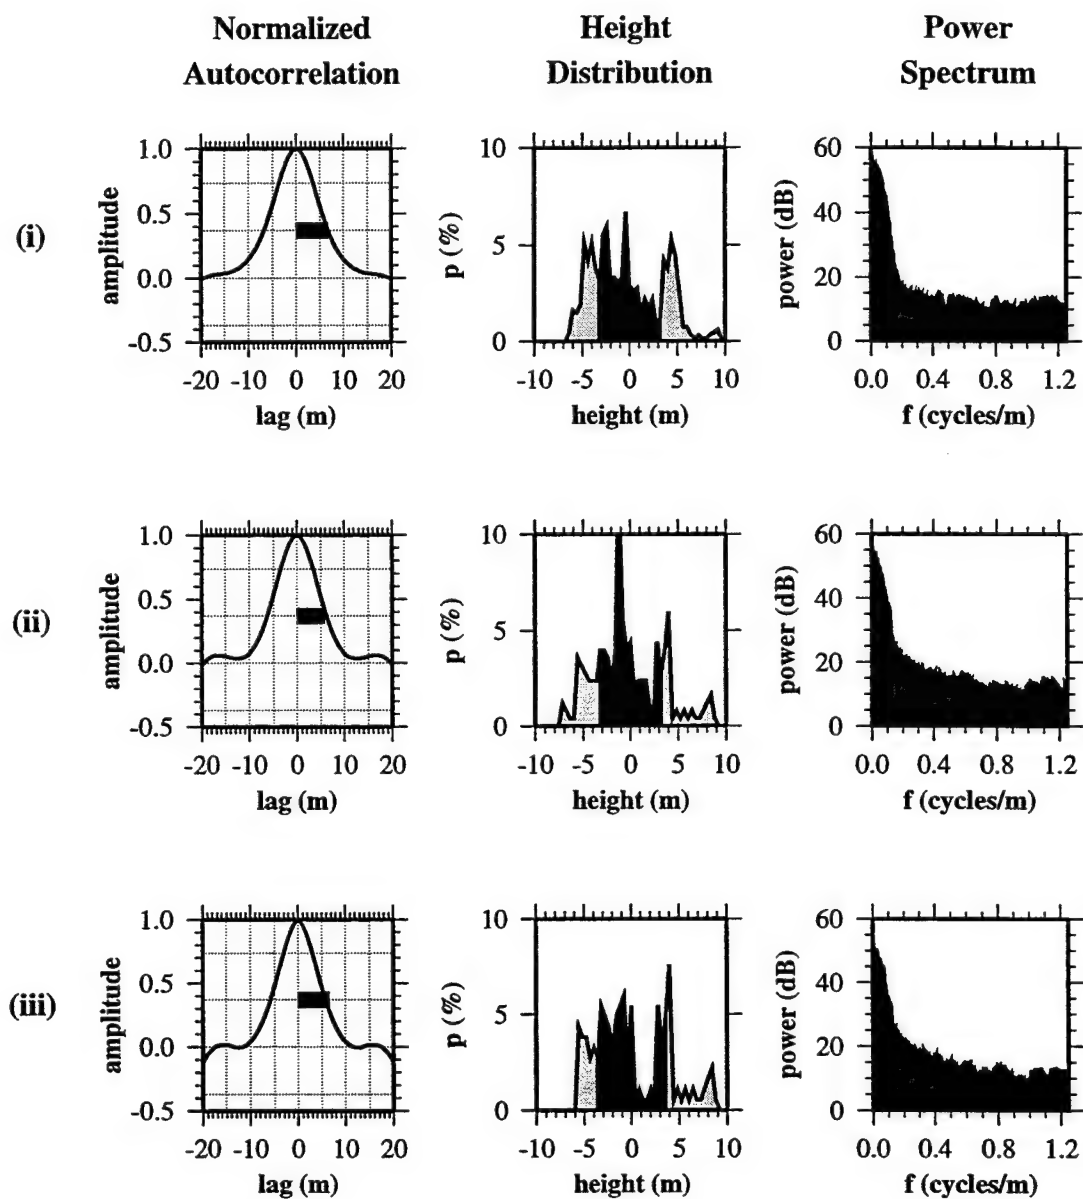 Normalized Autocorrelation
Height Distribution
Power Spectrum
(i)
amplitude
1.0
0.5
0.0
-0.5
-20 -10 0 10 20
lag (m)
p (%)
10
5
0
-10 -5 0 5 10
height (m)
power (dB)
60
40
20
0
0.0 0.4 0.8 1.2
f (cycles/m)
(ii)
amplitude
1.0
0.5
0.0
-0.5
-20 -10 0 10 20
lag (m)
p (%)
10
5
0
-10 -5 0 5 10
height (m)
power (dB)
60
40
20
0
0.0 0.4 0.8 1.2
f (cycles/m)
(iii)
amplitude
1.0
0.5
0.0
-0.5
-20 -10 0 10 20
lag (m)
p (%)
10
5
0
-10 -5 0 5 10
height (m)
power (dB)
60
40
20
0
0.0 0.4 0.8 1.2
f (cycles/m)